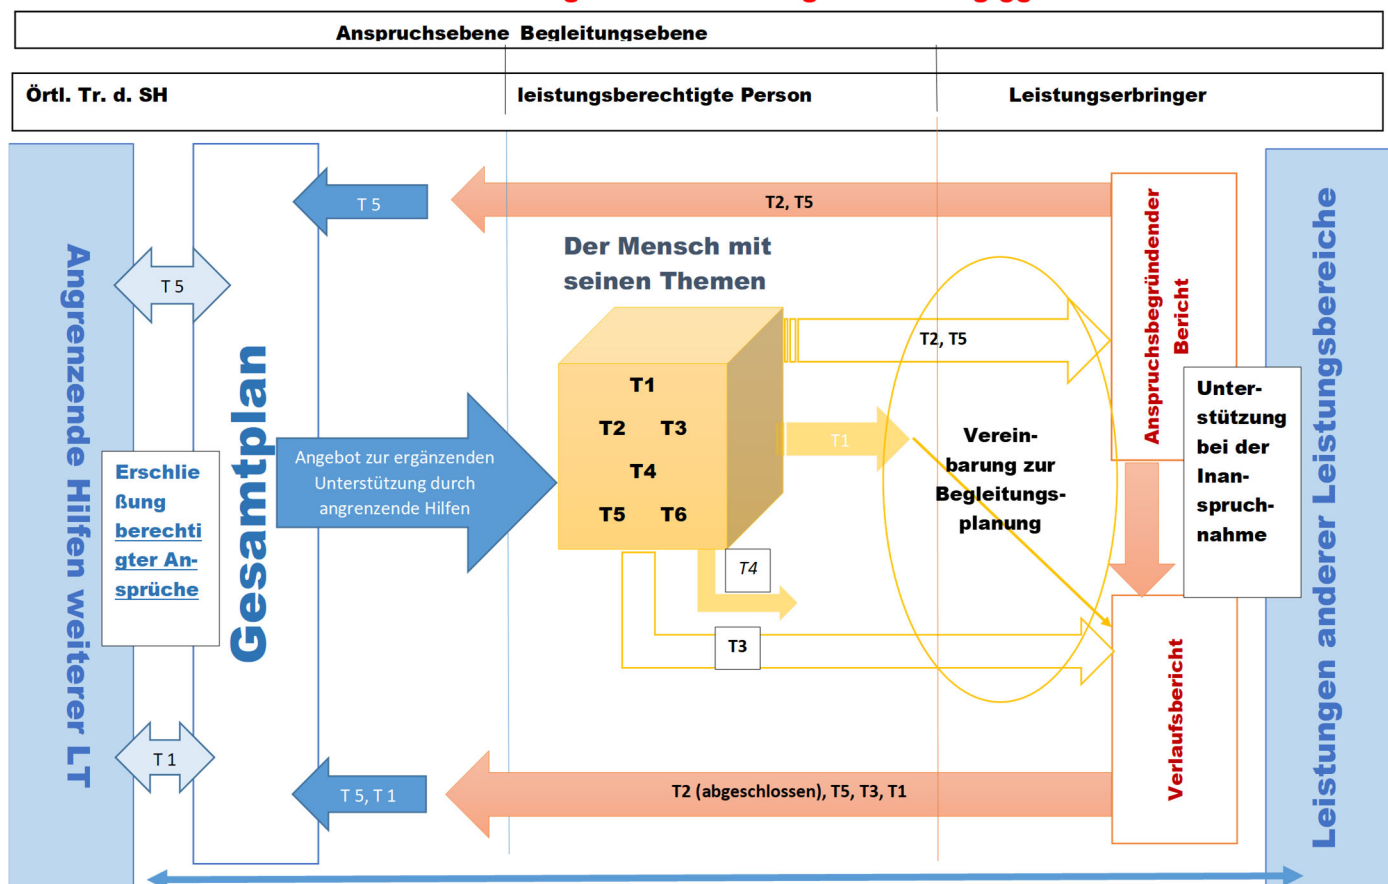 Anspruchsebene Begleitungsebene
Örtl. Tr. d. SH
leistungsberechtigte Person
Leistungserbringer
Angrenzende Hilfen weiterer LT
T 5
T 1
Erschlie
ßung
berechti
gter An-
sprüche
Gesamtplan
T 5
T2, T5
Der Mensch mit
seinen Themen
T1
T2 T3
T4
T5 T6
Angebot zur ergänzenden
Unterstützung durch
angrenzende Hilfen
T2, T5
T1
T4
T3
Verein-
barung zur
Begleitungs-
planung
Anspruchsbegründender
Bericht
Unter-
stützung
bei der
Inan-
spruch-
nahme
Verlaufsbericht
T 5, T 1
T2 (abgeschlossen), T5, T3, T1
Leistungen anderer Leistungsbereiche